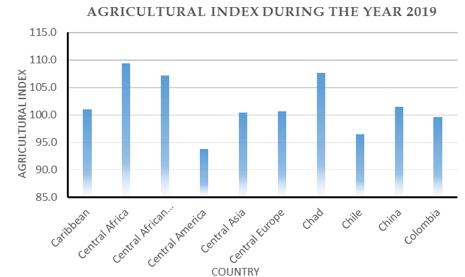 AGRICULTURAL INDEX DURING THE YEAR 2019
115.0
110.0
105.0
100.0
95.0
90.0
85.0
AGRICULTURAL INDEX
Caribbean
Central Africa
Central African...
Central America
Central Asia
Central Europe
Chad
Chile
China
Colombia
COUNTRY